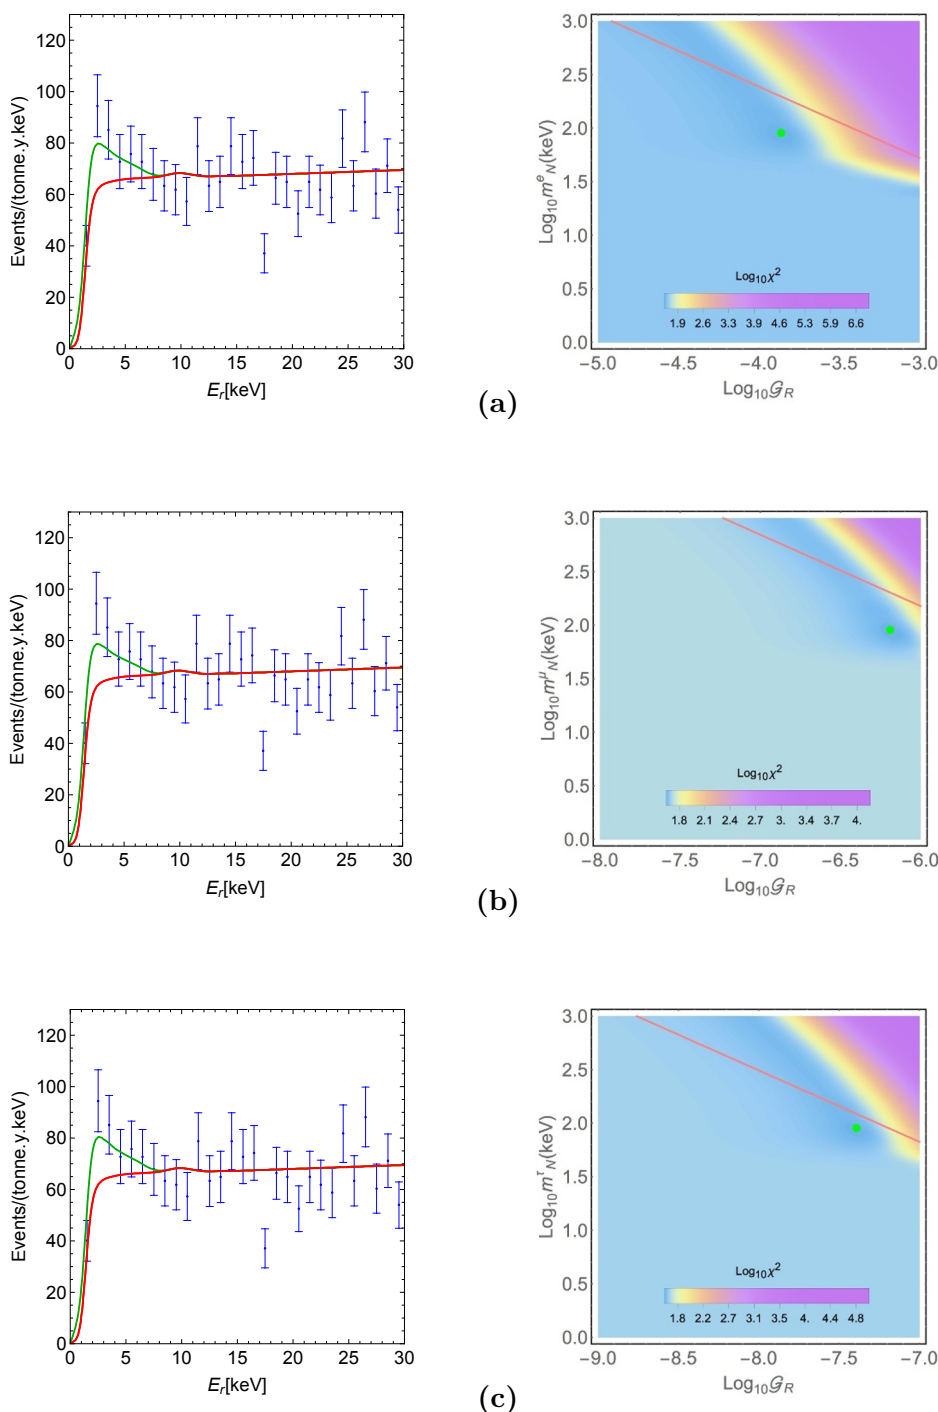 120
100
80
60
40
20
0
Events/(tonne.y.keV)
0 5 10 15 20 25 30
E_r[keV]
3.0
2.5
2.0
1.5
1.0
0.5
0.0
Log₁₀m^e_N(keV)
Log₁₀χ²
1.9 2.6 3.3 3.9 4.6 5.3 5.9 6.6
−5.0 −4.5 −4.0 −3.5 −3.0
Log₁₀𝒢_R
(a)
120
100
80
60
40
20
0
Events/(tonne.y.keV)
0 5 10 15 20 25 30
E_r[keV]
3.0
2.5
2.0
1.5
1.0
0.5
0.0
Log₁₀m^μ_N(keV)
Log₁₀χ²
1.8 2.1 2.4 2.7 3. 3.4 3.7 4.
−8.0 −7.5 −7.0 −6.5 −6.0
Log₁₀𝒢_R
(b)
120
100
80
60
40
20
0
Events/(tonne.y.keV)
0 5 10 15 20 25 30
E_r[keV]
3.0
2.5
2.0
1.5
1.0
0.5
0.0
Log₁₀m^τ_N(keV)
Log₁₀χ²
1.8 2.2 2.7 3.1 3.5 4. 4.4 4.8
−9.0 −8.5 −8.0 −7.5 −7.0
Log₁₀𝒢_R
(c)